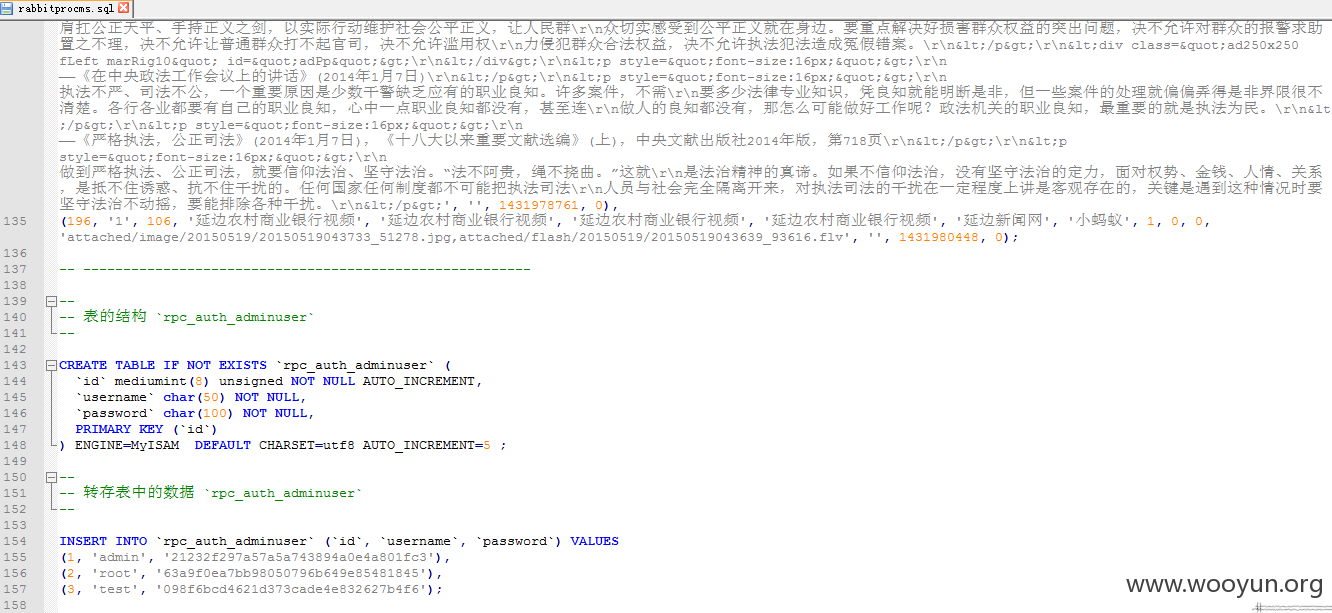 rabbitprocms.sql
肩扛公正天平、手持正义之剑，以实际行动维护社会公平正义，让人民群\r\n众切实感受到公平正义就在身边。要重点解决好损害群众权益的突出问题，决不允许对群众的报警求助
置之不理，决不允许让普通群众打不起官司，决不允许滥用权\r\n力侵犯群众合法权益，决不允许执法犯法造成冤假错案。\r\n&lt;/p&gt;\r\n&lt;div class=&quot;ad250x250
fLeft marRig10&quot; id=&quot;adPp&quot;&gt;\r\n&lt;/div&gt;\r\n&lt;p style=&quot;font-size:16px;&quot;&gt;\r\n
—《在中央政法工作会议上的讲话》(2014年1月7日)\r\n&lt;/p&gt;\r\n&lt;p style=&quot;font-size:16px;&quot;&gt;\r\n
执法不严、司法不公，一个重要原因是少数干警缺乏应有的职业良知。许多案件，不需\r\n要多少法律专业知识，凭良知就能明断是非，但一些案件的处理就偏偏弄得是非界限很不
清楚。各行各业都要有自己的职业良知，心中一点职业良知都没有，甚至连\r\n做人的良知都没有，那怎么可能做好工作呢？政法机关的职业良知，最重要的就是执法为民。\r\n&lt
;/p&gt;\r\n&lt;p style=&quot;font-size:16px;&quot;&gt;\r\n
—《严格执法，公正司法》(2014年1月7日)，《十八大以来重要文献选编》(上)，中央文献出版社2014年版，第718页\r\n&lt;/p&gt;\r\n&lt;p
style=&quot;font-size:16px;&quot;&gt;\r\n
做到严格执法、公正司法，就要信仰法治、坚守法治。“法不阿贵，绳不挠曲。”这就\r\n是法治精神的真谛。如果不信仰法治，没有坚守法治的定力，面对权势、金钱、人情、关系
，是抵不住诱惑、抗不住干扰的。任何国家任何制度都不可能把执法司法\r\n人员与社会完全隔离开来，对执法司法的干扰在一定程度上讲是客观存在的，关键是遇到这种情况时要
坚守法治不动摇，要能排除各种干扰。\r\n&lt;/p&gt;', '', 1431978761, 0),
135 (196, '1', 106, '延边农村商业银行视频', '延边农村商业银行视频', '延边农村商业银行视频', '延边农村商业银行视频', '延边新闻网', '小蚂蚁', 1, 0, 0,
'attached/image/20150519/20150519043733_51278.jpg,attached/flash/20150519/20150519043639_93616.flv', '', 1431980448, 0);
136
137 -- --------------------------------------------------------
138
139 --
140 -- 表的结构 `rpc_auth_adminuser`
141 --
142
143 CREATE TABLE IF NOT EXISTS `rpc_auth_adminuser` (
144 `id` mediumint(8) unsigned NOT NULL AUTO_INCREMENT,
145 `username` char(50) NOT NULL,
146 `password` char(100) NOT NULL,
147 PRIMARY KEY (`id`)
148 ) ENGINE=MyISAM  DEFAULT CHARSET=utf8 AUTO_INCREMENT=5 ;
149
150 --
151 -- 转存表中的数据 `rpc_auth_adminuser`
152 --
153
154 INSERT INTO `rpc_auth_adminuser` (`id`, `username`, `password`) VALUES
155 (1, 'admin', '21232f297a57a5a743894a0e4a801fc3'),
156 (2, 'root', '63a9f0ea7bb98050796b649e85481845'),
157 (3, 'test', '098f6bcd4621d373cade4e832627b4f6');
158
www.wooyun.org